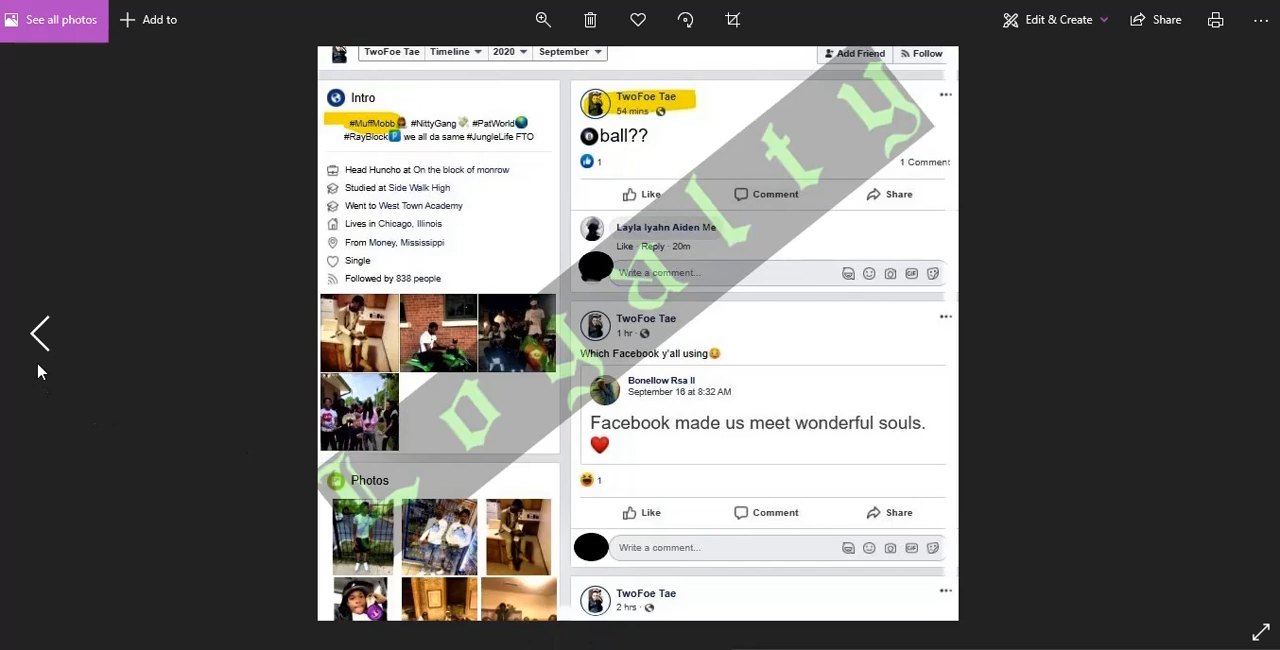 See all photos
Add to
Edit & Create
Share
TwoFoe Tae
Timeline
2020
September
Add Friend
Follow
Intro
#MuffMobb #NittyGang #PatWorld
#RayBlock we all da same #JungleLife FTO
Head Huncho at On the block of monrow
Studied at Side Walk High
Went to West Town Academy
Lives in Chicago, Illinois
From Money, Mississippi
Single
Followed by 838 people
Photos
TwoFoe Tae
54 mins ·
🎱ball??
1
1 Comment
Like
Comment
Share
Layla Iyahn Aiden Me
Like · Reply · 20m
Write a comment...
TwoFoe Tae
1 hr ·
Which Facebook y'all using
Bonellow Rsa II
September 16 at 8:32 AM
Facebook made us meet wonderful souls.
❤️
1
Like
Comment
Share
Write a comment...
TwoFoe Tae
2 hrs ·
Royalty